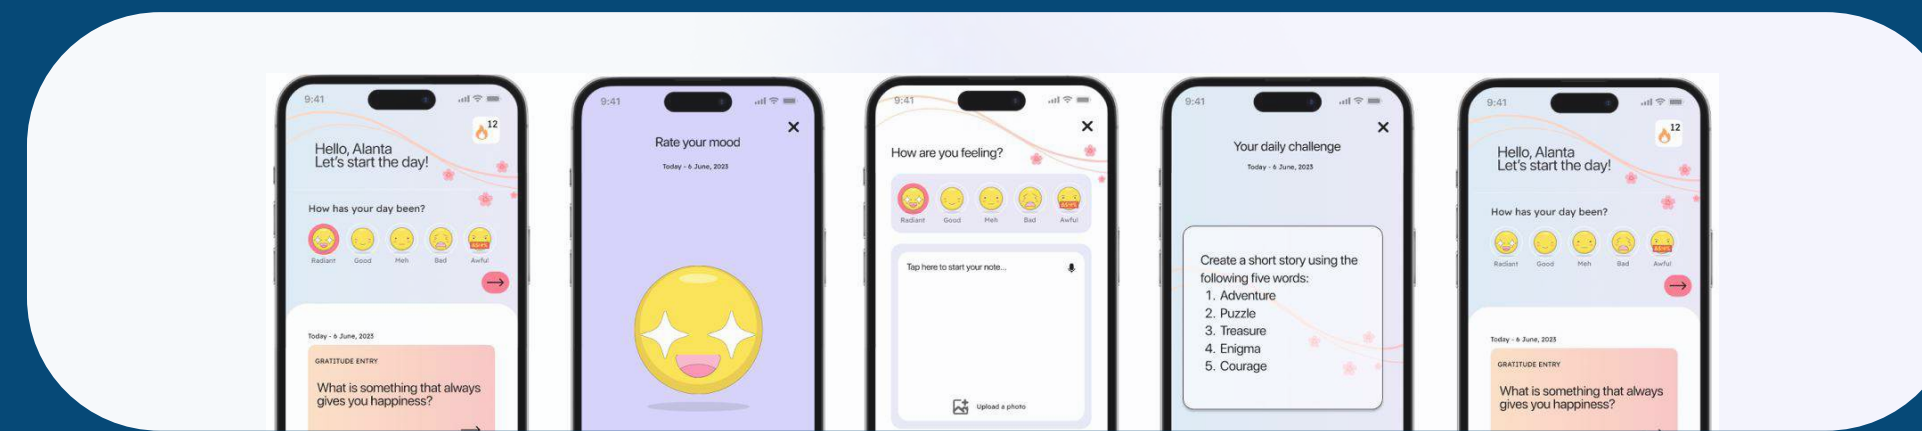 9:41
12
Hello, Alanta
Let's start the day!
How has your day been?
Radiant Good Meh Bad Awful
Today - 6 June, 2023
GRATITUDE ENTRY
What is something that always
gives you happiness?
9:41
Rate your mood
Today - 6 June, 2023
9:41
How are you feeling?
Radiant Good Meh Bad Awful
Tap here to start your note...
Upload a photo
9:41
Your daily challenge
Today - 6 June, 2023
Create a short story using the
following five words:
1. Adventure
2. Puzzle
3. Treasure
4. Enigma
5. Courage
9:41
12
Hello, Alanta
Let's start the day!
How has your day been?
Radiant Good Meh Bad Awful
Today - 6 June, 2023
GRATITUDE ENTRY
What is something that always
gives you happiness?